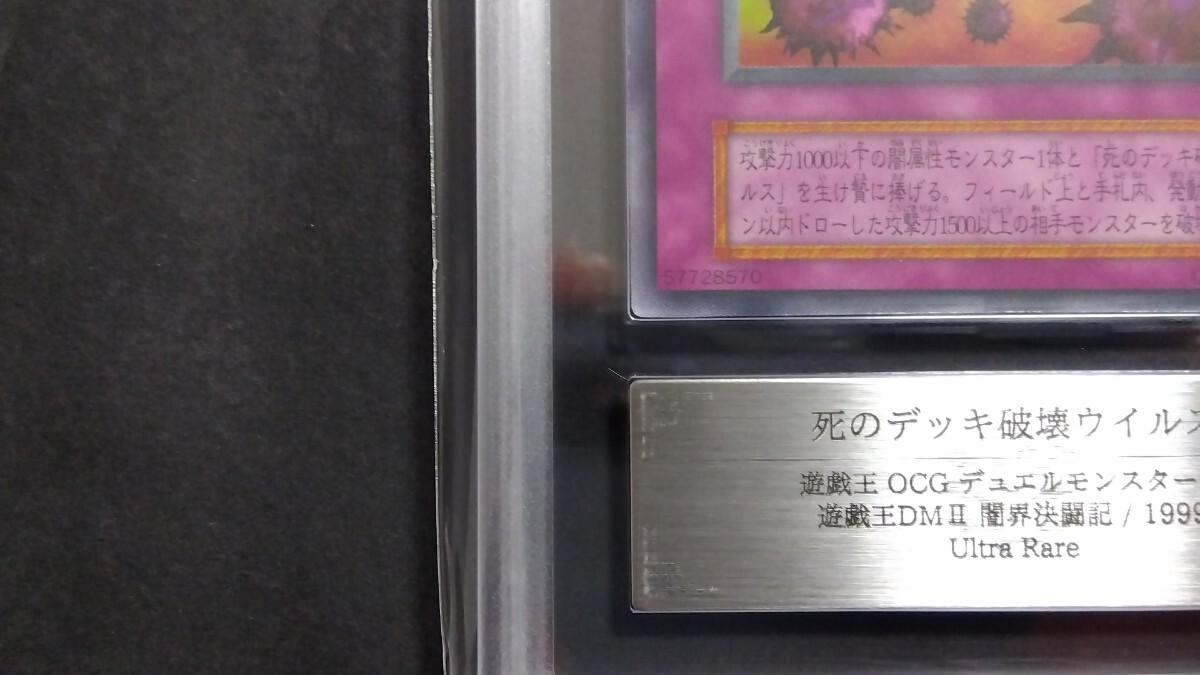 攻撃力1000以下の闇属性モンスター1体と「死のデッキ
ルス」を生け贄に捧げる。フィールド上と手札内、発動
ン以内ドローした攻撃力1500以上の相手モンスターを破
57728570
死のデッキ破壊ウイルス
遊戯王 OCG デュエルモンスター
遊戯王DMⅡ 闇界決闘記 / 1999
Ultra Rare